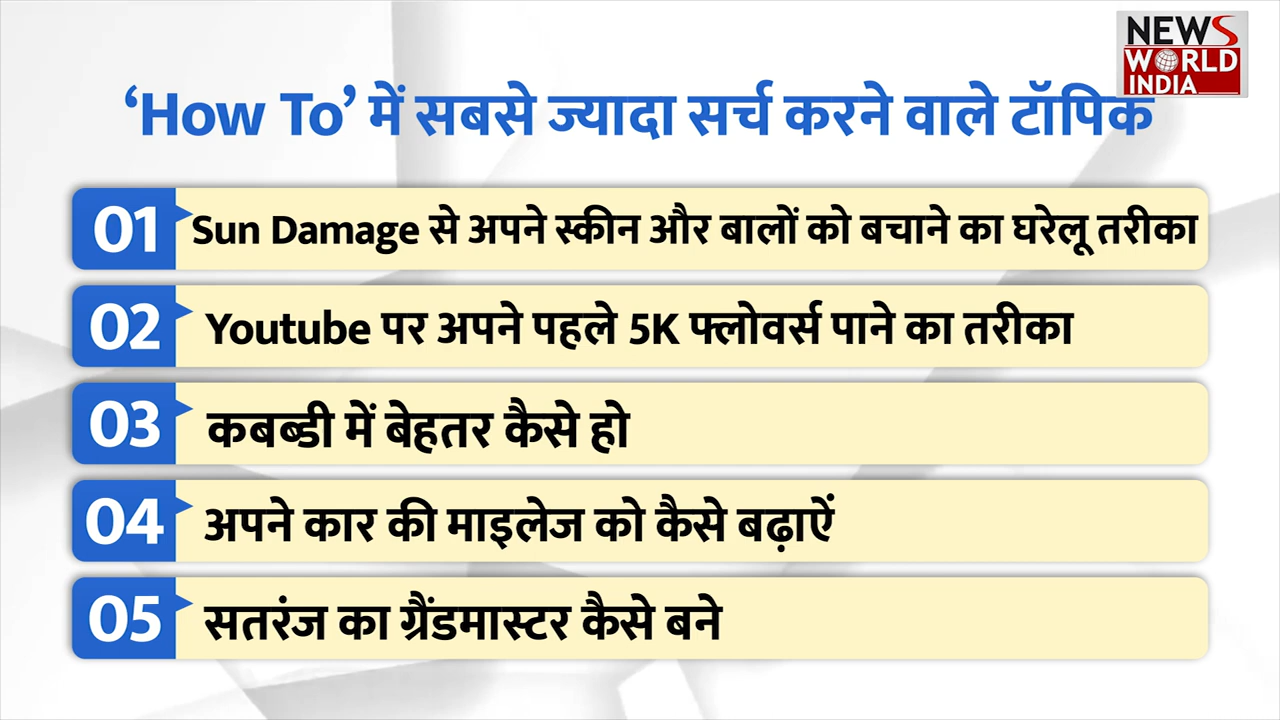 NEWS
WORLD
INDIA
‘How To’ में सबसे ज्यादा सर्च करने वाले टॉपिक
01 Sun Damage से अपने स्कीन और बालों को बचाने का घरेलू तरीका
02 Youtube पर अपने पहले 5K फ्लोवर्स पाने का तरीका
03 कबब्डी में बेहतर कैसे हो
04 अपने कार की माइलेज को कैसे बढ़ाऐं
05 सतरंज का ग्रैंडमास्टर कैसे बने